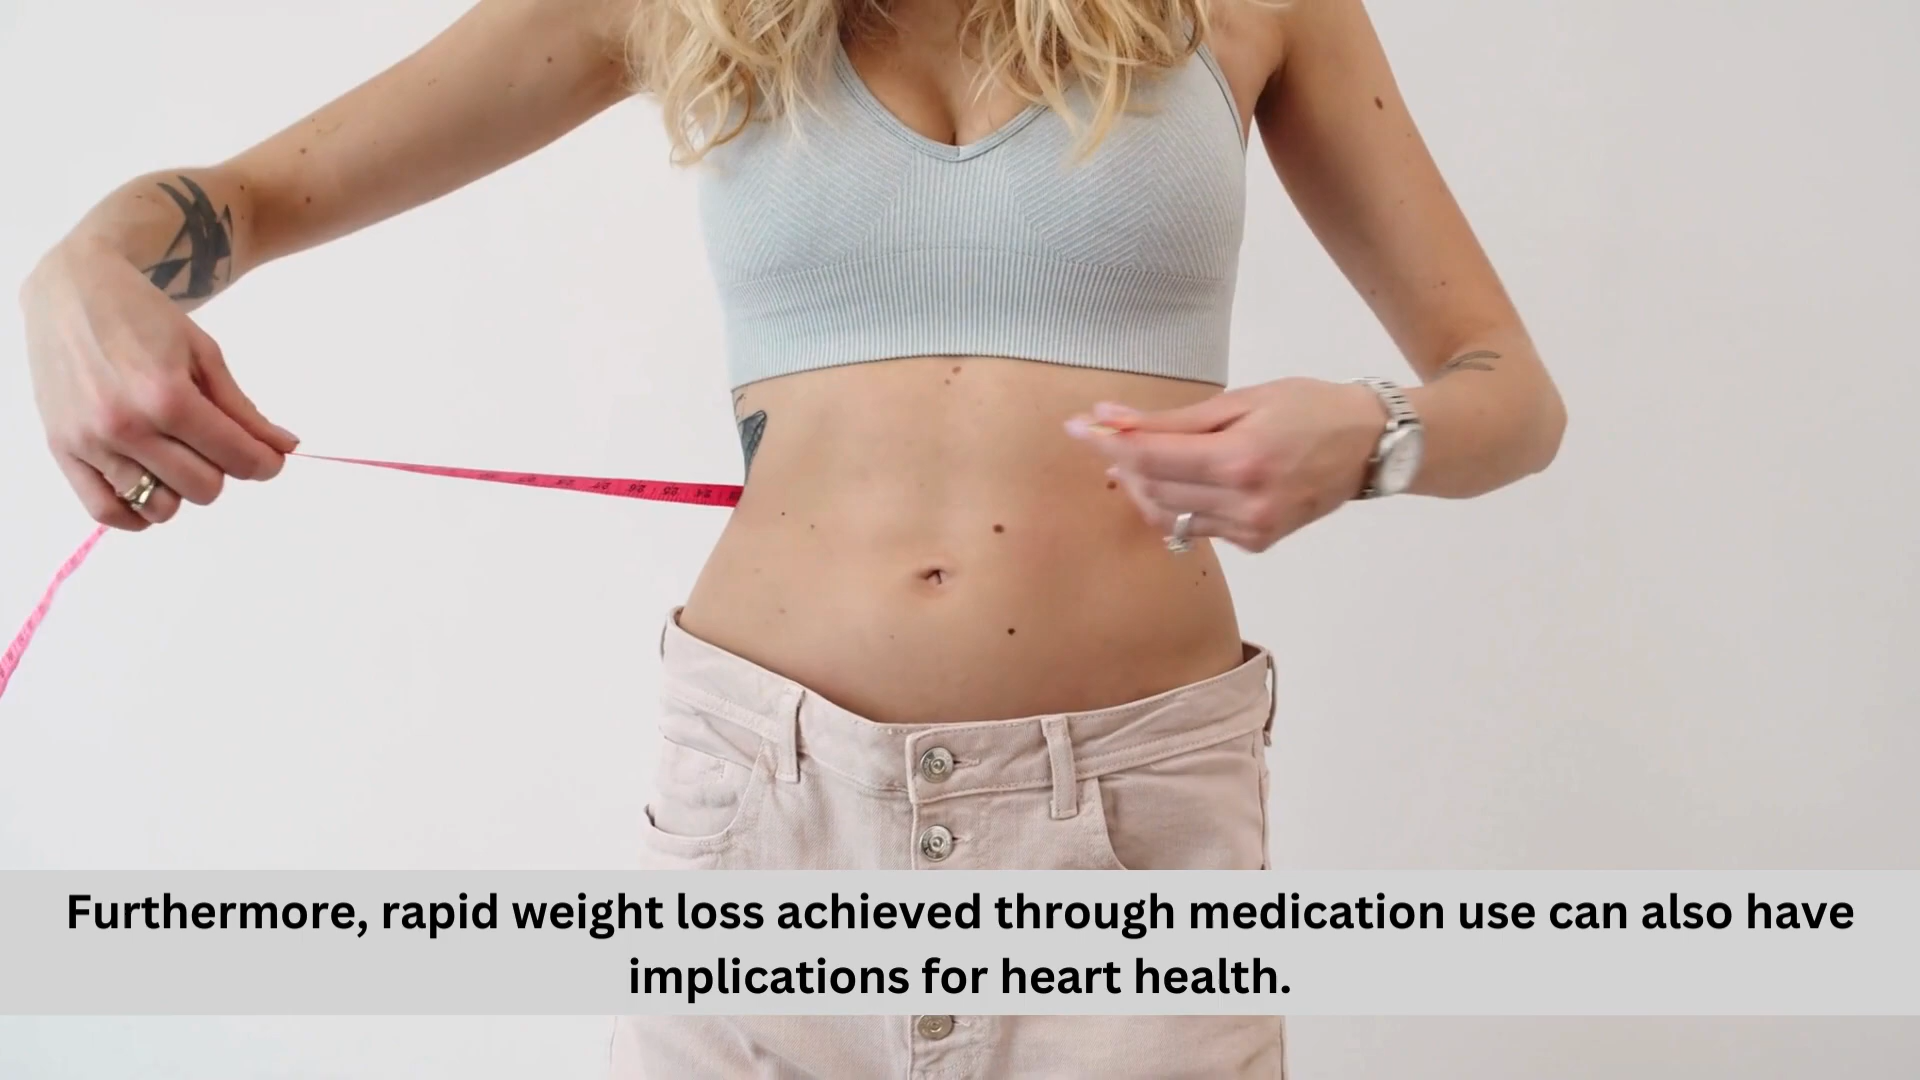 Furthermore, rapid weight loss achieved through medication use can also have
implications for heart health.